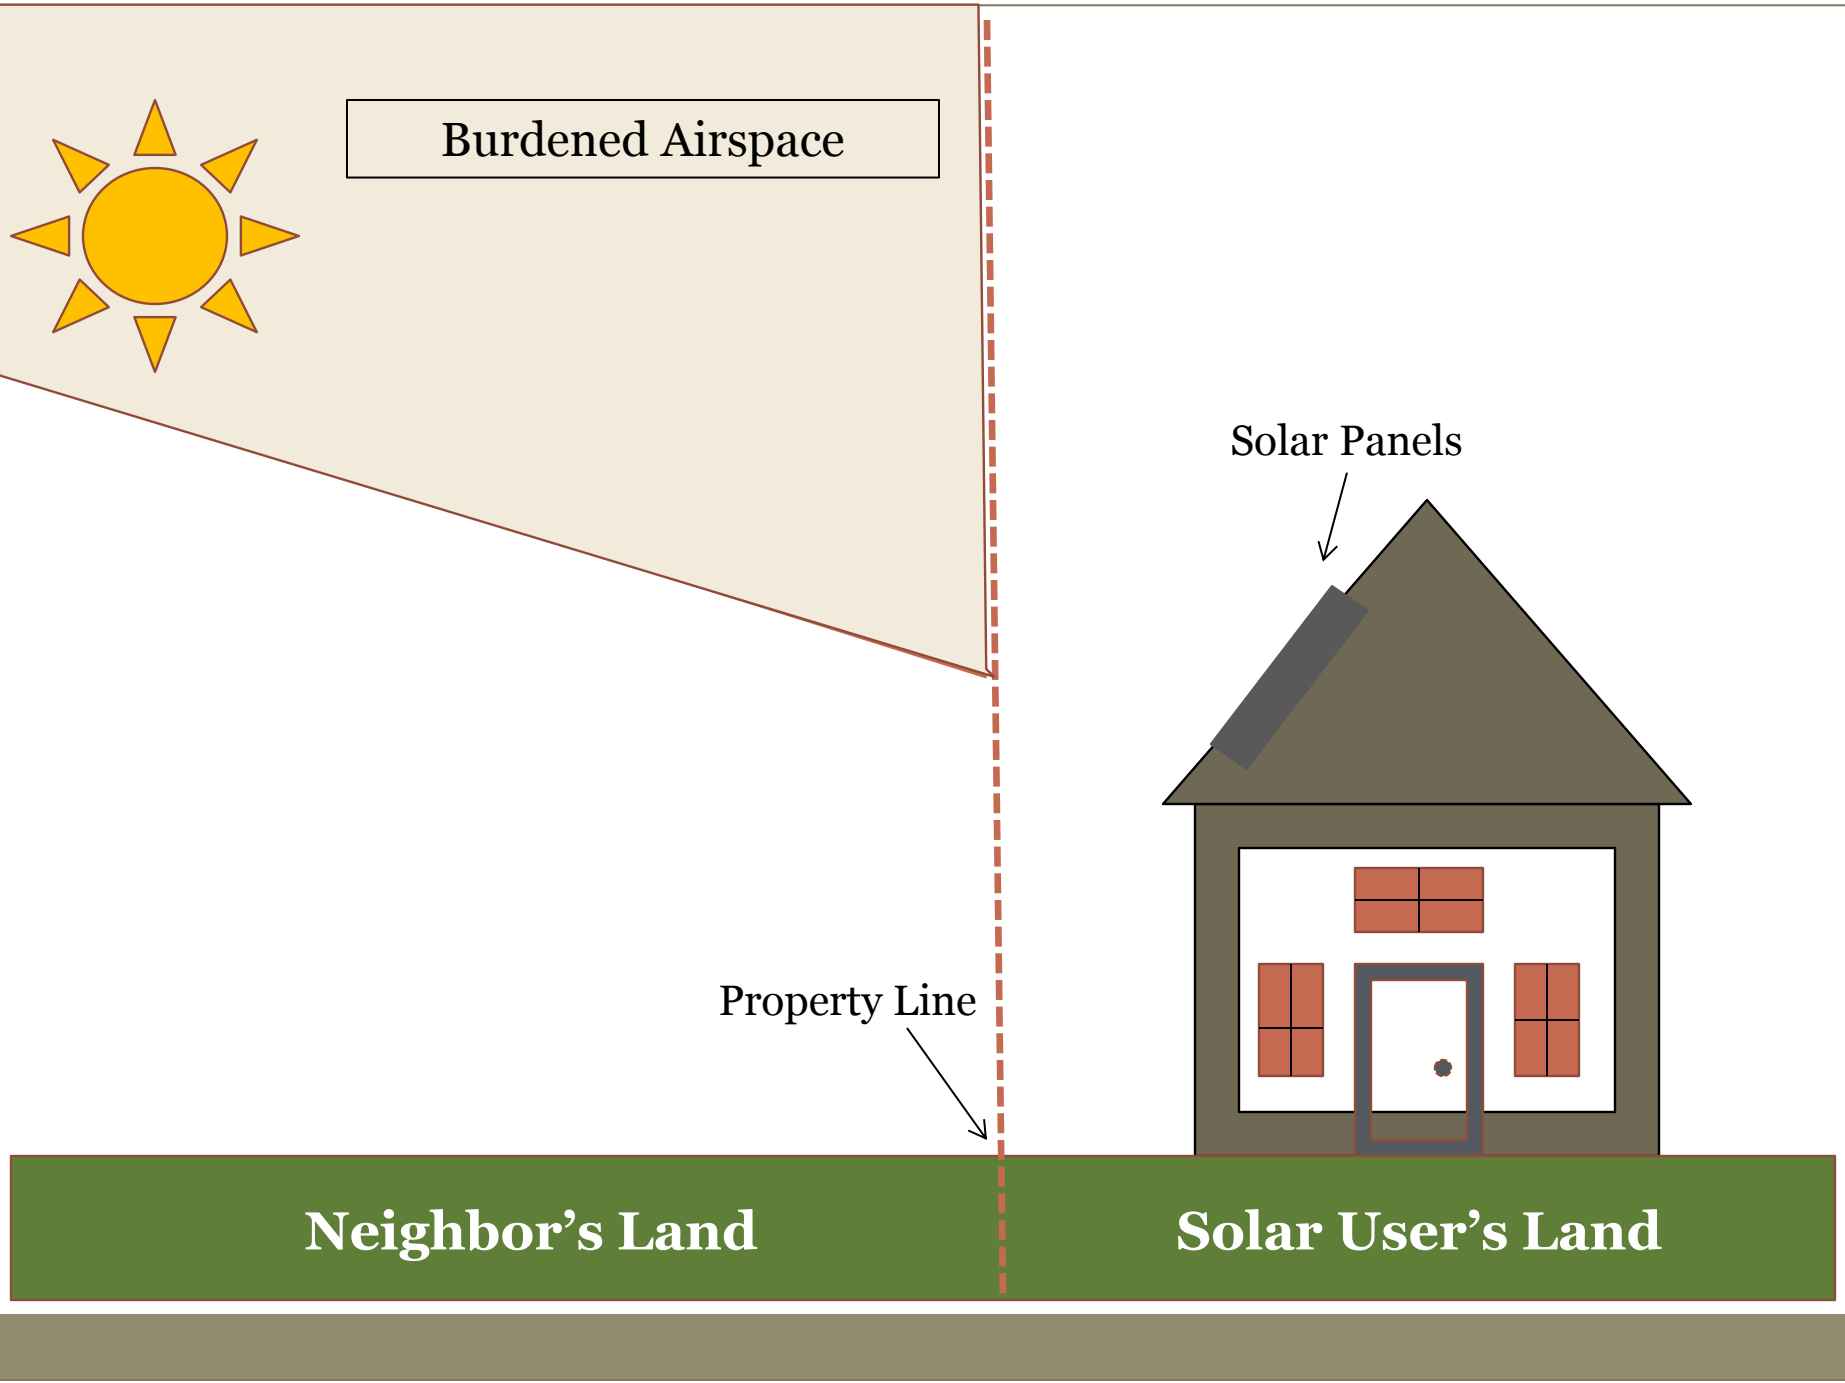 Burdened Airspace
Solar Panels
Property Line
Neighbor’s Land
Solar User’s Land